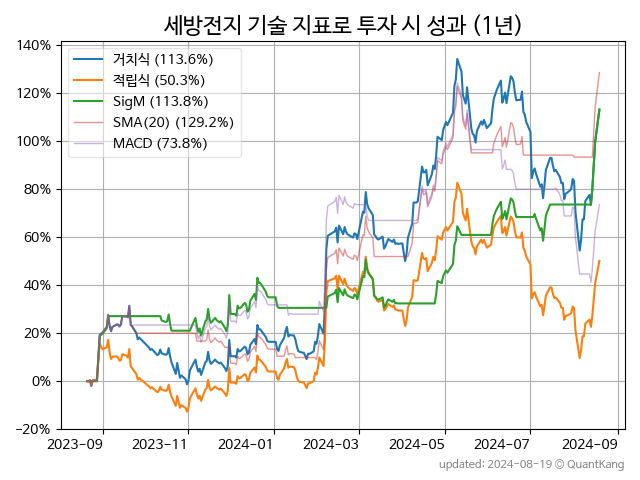 세방전지 기술 지표로 투자 시 성과 (1년)
140%
120%
100%
80%
60%
40%
20%
0%
−20%
거치식 (113.6%)
적립식 (50.3%)
SigM (113.8%)
SMA(20) (129.2%)
MACD (73.8%)
2023-09
2023-11
2024-01
2024-03
2024-05
2024-07
2024-09
updated: 2024-08-19 © QuantKang